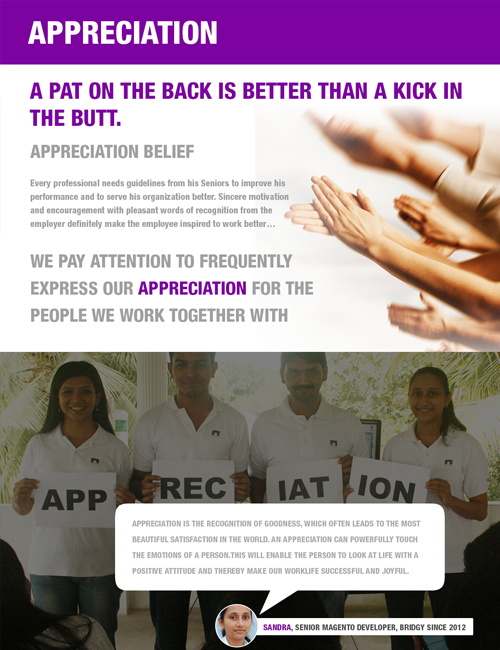 APPRECIATION
A PAT ON THE BACK IS BETTER THAN A KICK IN
THE BUTT.
APPRECIATION BELIEF
Every professional needs guidelines from his Seniors to improve his
performance and to serve his organization better. Sincere motivation
and encouragement with pleasant words of recognition from the
employer definitely make the employee inspired to work better...
WE PAY ATTENTION TO FREQUENTLY
EXPRESS OUR APPRECIATION FOR THE
PEOPLE WE WORK TOGETHER WITH
APP REC IAT ION
APPRECIATION IS THE RECOGNITION OF GOODNESS, WHICH OFTEN LEADS TO THE MOST
BEAUTIFUL SATISFACTION IN THE WORLD. AN APPRECIATION CAN POWERFULLY TOUCH
THE EMOTIONS OF A PERSON.THIS WILL ENABLE THE PERSON TO LOOK AT LIFE WITH A
POSITIVE ATTITUDE AND THEREBY MAKE OUR WORKLIFE SUCCESSFUL AND JOYFUL.
SANDRA, SENIOR MAGENTO DEVELOPER, BRIDGY SINCE 2012